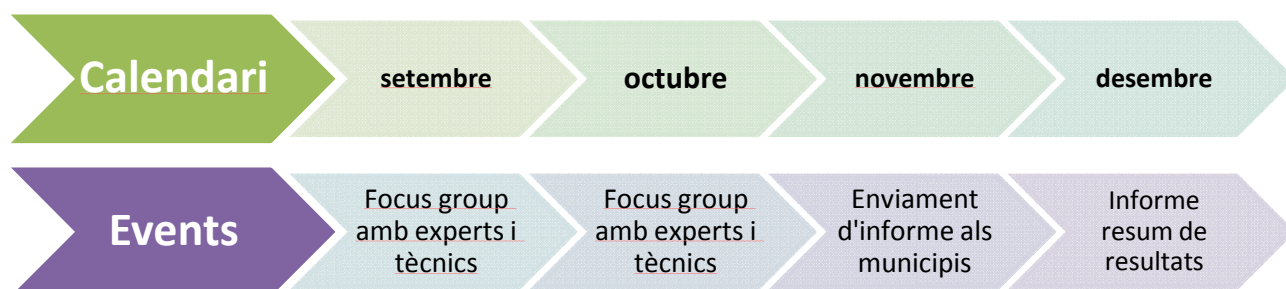 Calendari
setembre
octubre
novembre
desembre
Events
Focus group
amb experts i
tècnics
Focus group
amb experts i
tècnics
Enviament
d'informe als
municipis
Informe
resum de
resultats